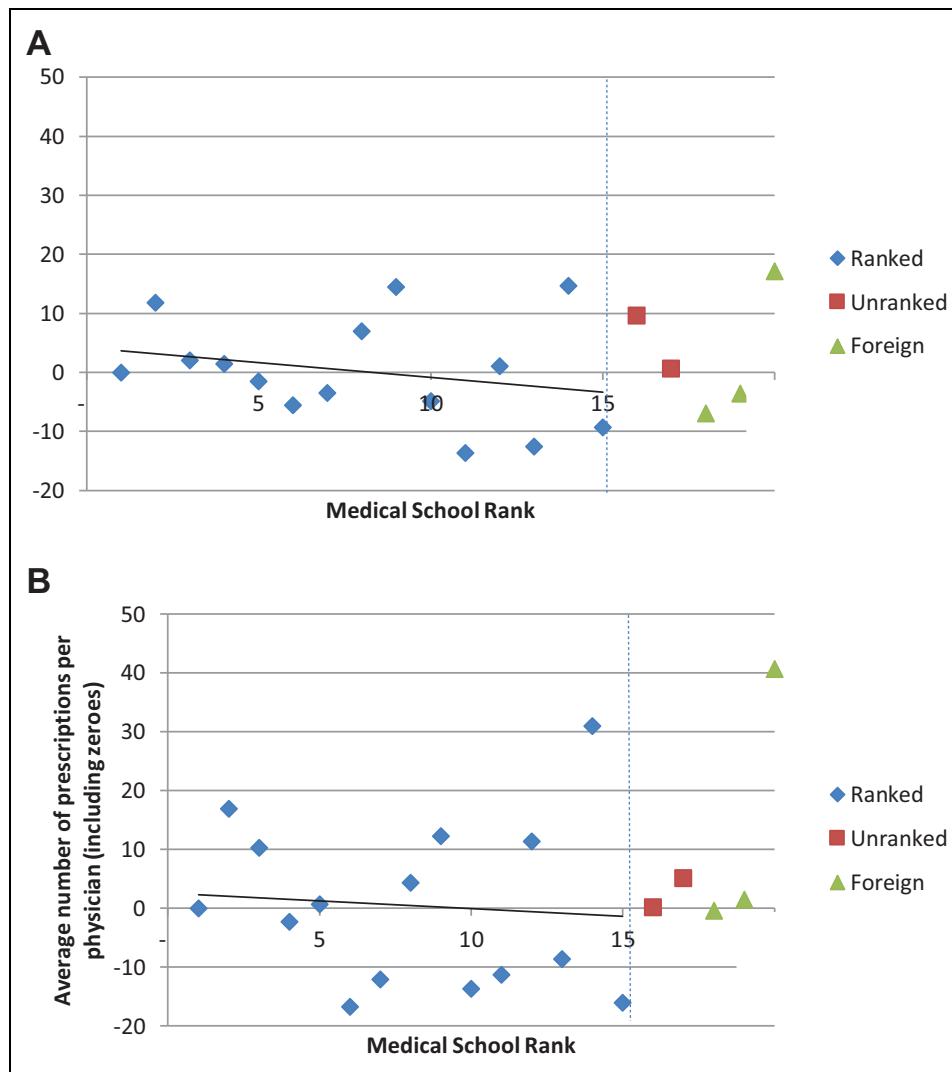 A
50
40
30
20
10
0
-10
-20
-
5
10
15
Medical School Rank
Ranked
Unranked
Foreign
B
Average number of prescriptions per
physician (including zeroes)
50
40
30
20
10
0
-10
-20
-
5
10
15
Medical School Rank
Ranked
Unranked
Foreign